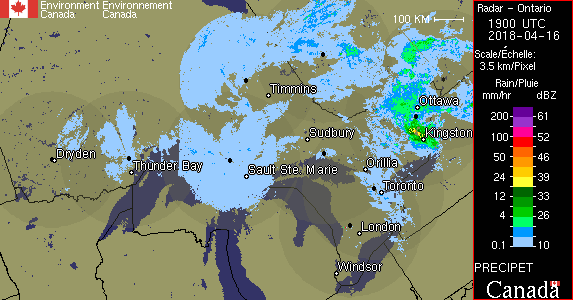 Environment Environnement
Canada Canada
100 KM
Timmins
Ottawa
Kingston
Sudbury
Dryden
Thunder Bay
Sault Ste. Marie
Orillia
Toronto
London
Windsor
Radar - Ontario
1900 UTC
2018-04-16
Scale/Échelle:
3.5 km/Pixel
Rain/Pluie
mm/hr dBZ
200 61
100 52
50 46
24 39
12 33
4 26
0.1 10
PRECIPET
Canada